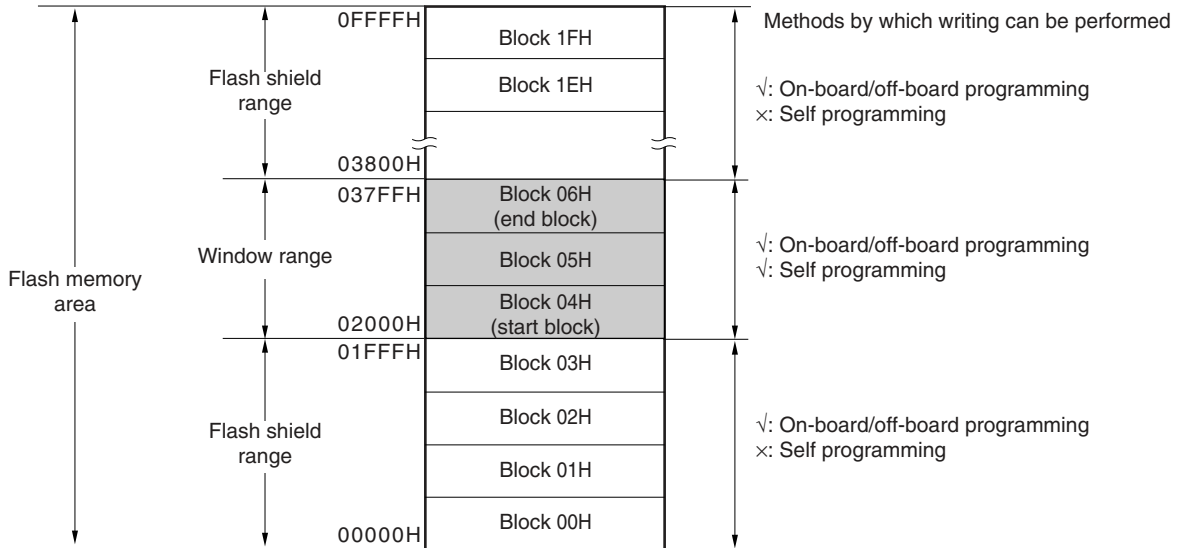 0FFFFH
Methods by which writing can be performed
Block 1FH
Flash shield
range
Block 1EH
√: On-board/off-board programming
×: Self programming
03800H
037FFH
Block 06H
(end block)
Window range
Block 05H
√: On-board/off-board programming
√: Self programming
Flash memory
area
Block 04H
(start block)
02000H
01FFFH
Block 03H
Flash shield
range
Block 02H
√: On-board/off-board programming
×: Self programming
Block 01H
Block 00H
00000H